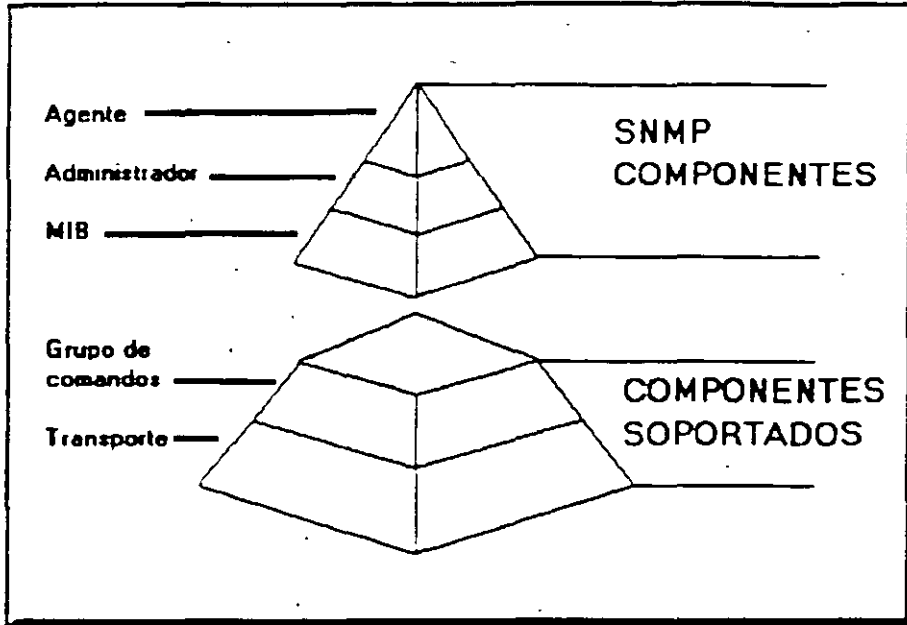 Agente
Administrador
MIB
SNMP
COMPONENTES
Grupo de
comandos
Transporte
COMPONENTES
SOPORTADOS